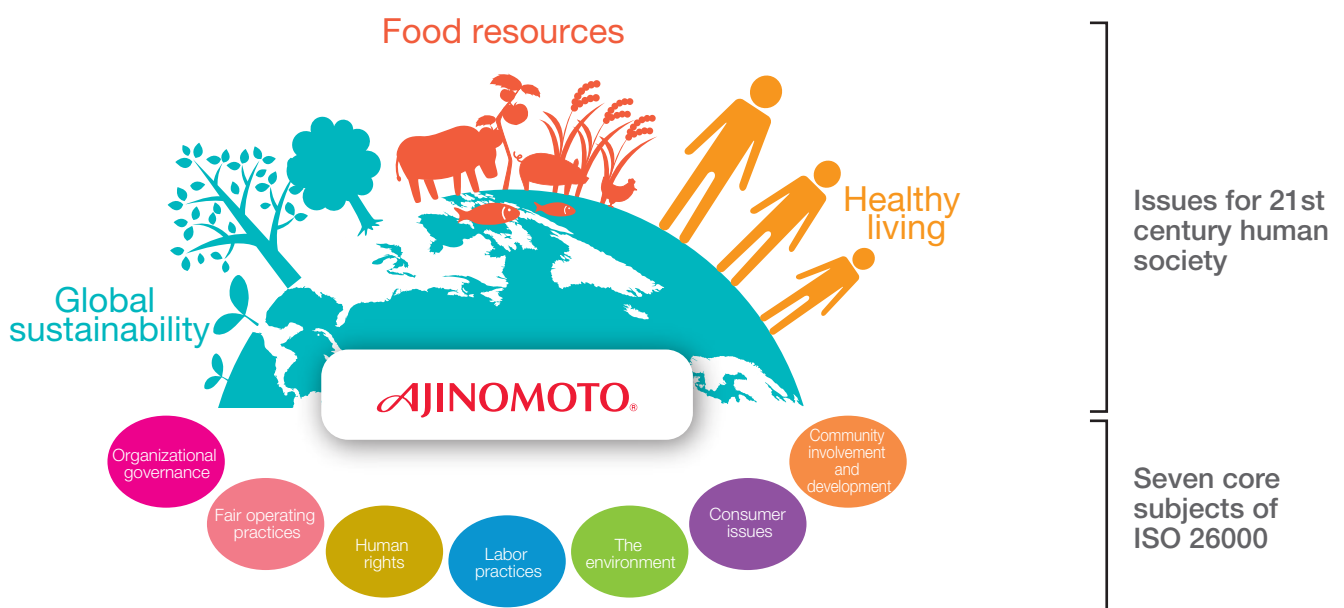 Food resources
Healthy
living
Global
sustainability
AJINOMOTO®
Organizational
governance
Fair operating
practices
Human
rights
Labor
practices
The
environment
Consumer
issues
Community
involvement
and
development
Issues for 21st
century human
society
Seven core
subjects of
ISO 26000